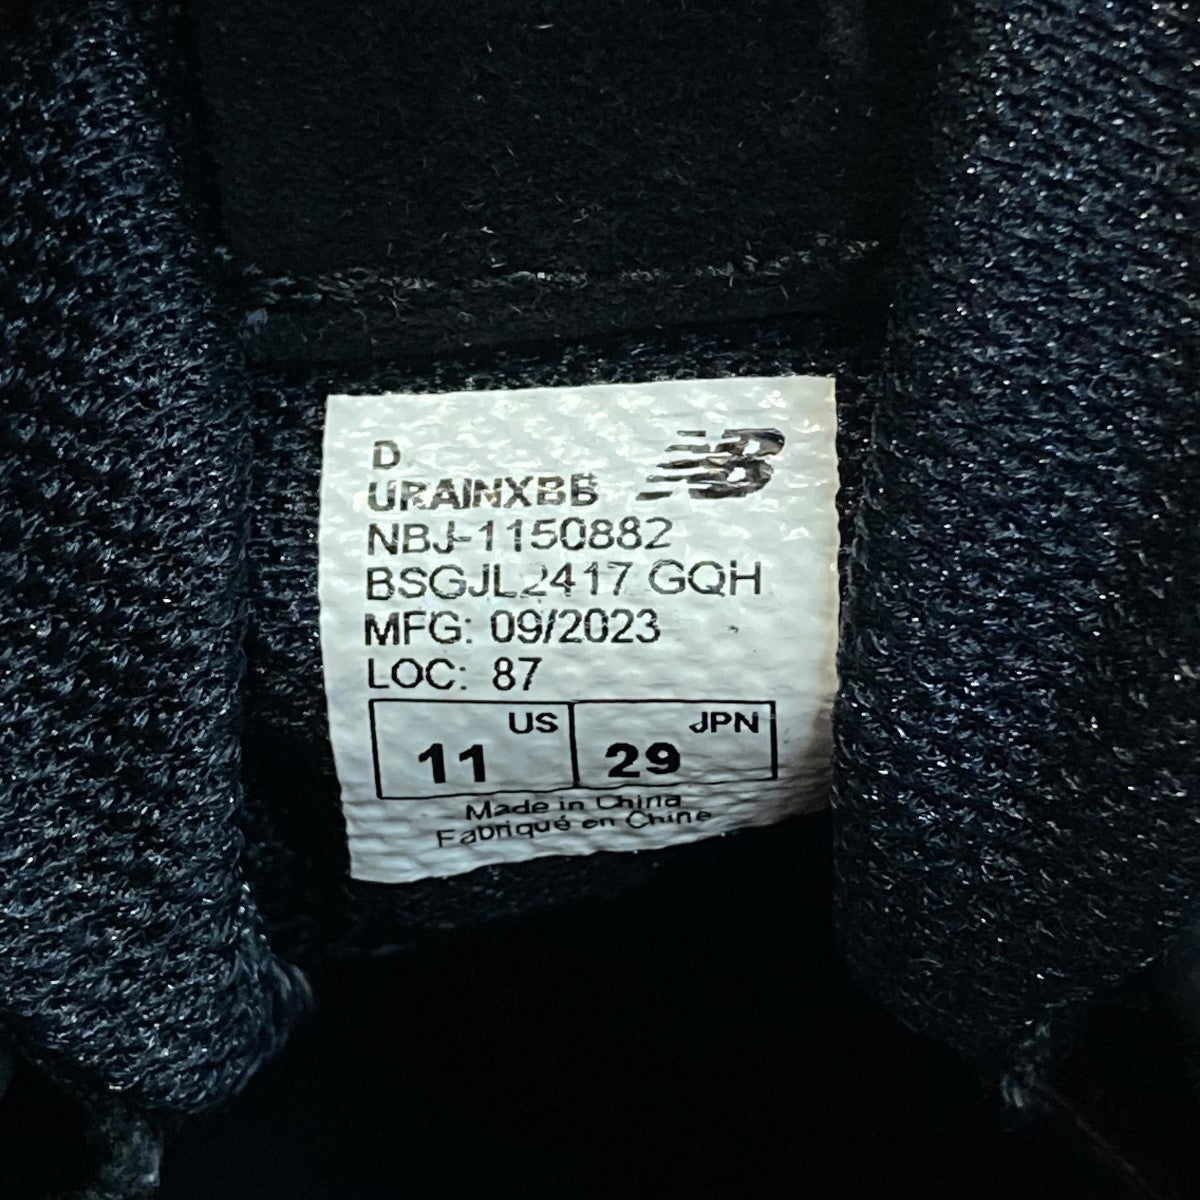 D
URAINXBB
NBJ-1150882
BSGJL2417 GQH
MFG: 09/2023
LOC: 87
US
11
JPN
29
Made in China
Fabriqué en Chine